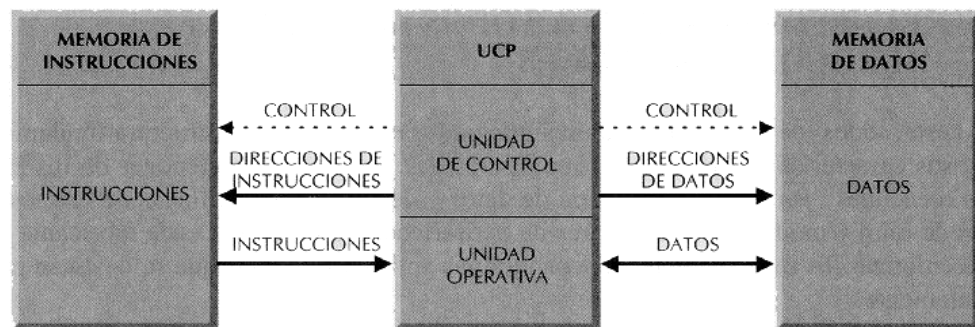 MEMORIA DE
INSTRUCCIONES
INSTRUCCIONES
CONTROL
DIRECCIONES DE
INSTRUCCIONES
INSTRUCCIONES
UCP
UNIDAD
DE CONTROL
UNIDAD
OPERATIVA
CONTROL
DIRECCIONES
DE DATOS
DATOS
MEMORIA
DE DATOS
DATOS